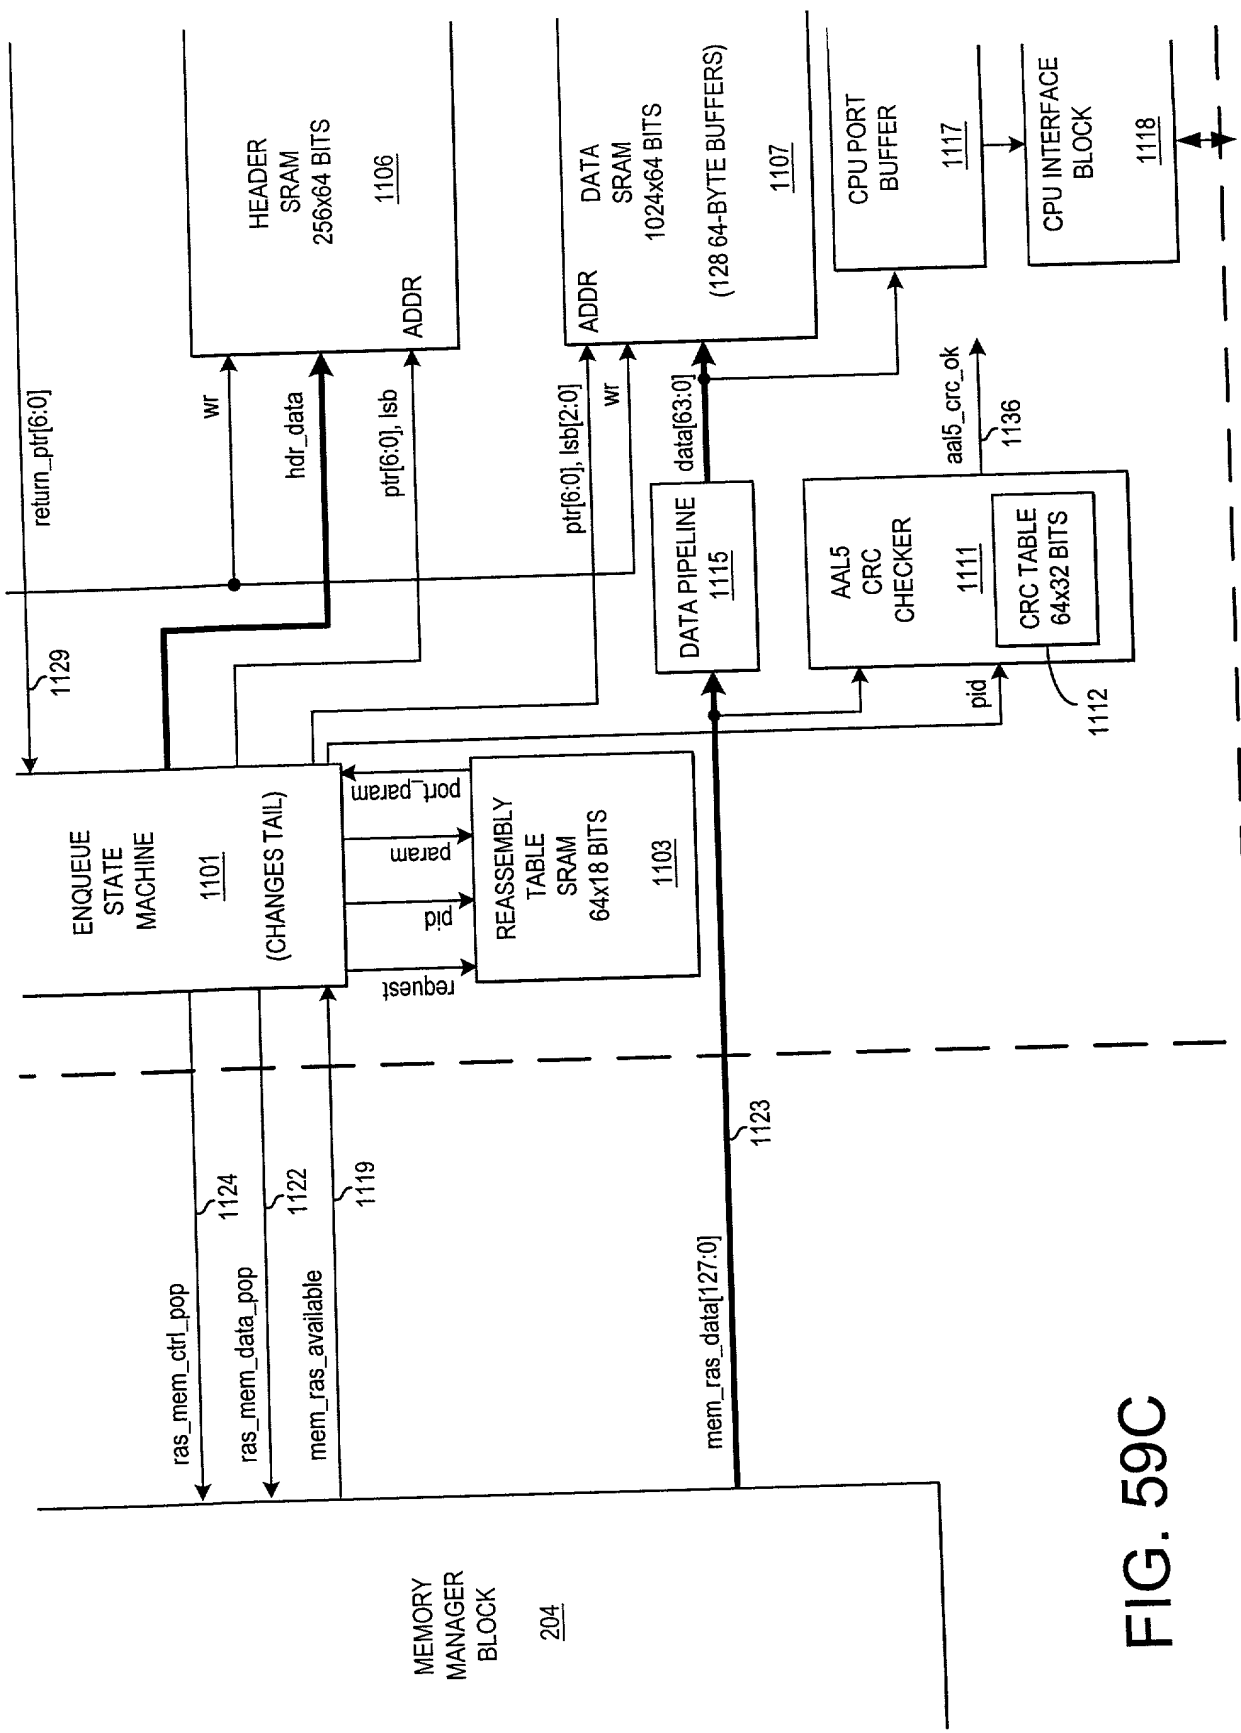 MEMORY
MANAGER
BLOCK
204
ras_mem_ctrl_pop
1124
ras_mem_data_pop
1122
mem_ras_available
1119
mem_ras_data[127:0]
1123
ENQUEUE
STATE
MACHINE
1101
(CHANGES TAIL)
1129
return_ptr[6:0]
request
pid
param
port_param
REASSEMBLY
TABLE
SRAM
64x18 BITS
1103
wr
hdr_data
ptr[6:0], lsb
HEADER
SRAM
256x64 BITS
1106
ADDR
ptr[6:0], lsb[2:0]
wr
data[63:0]
ADDR
DATA
SRAM
1024x64 BITS
(128 64-BYTE BUFFERS)
1107
DATA PIPELINE
1115
pid
AAL5
CRC
CHECKER
1111
CRC TABLE
64x32 BITS
1112
aal5_crc_ok
1136
CPU PORT
BUFFER
1117
CPU INTERFACE
BLOCK
1118
FIG. 59C